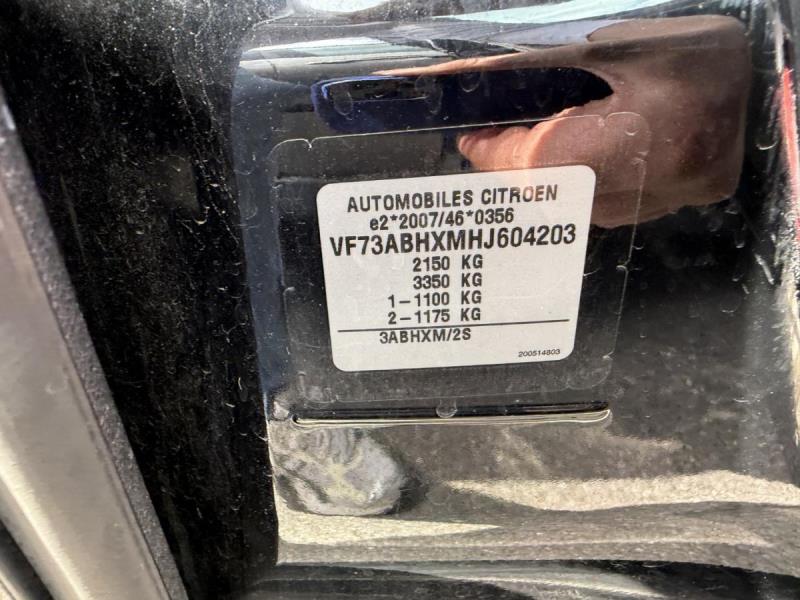 AUTOMOBILES CITROEN
e2*2007/46*0356
VF73ABHXMHJ604203
2150 KG
3350 KG
1-1100 KG
2-1175 KG
3ABHXM/2S
200514803